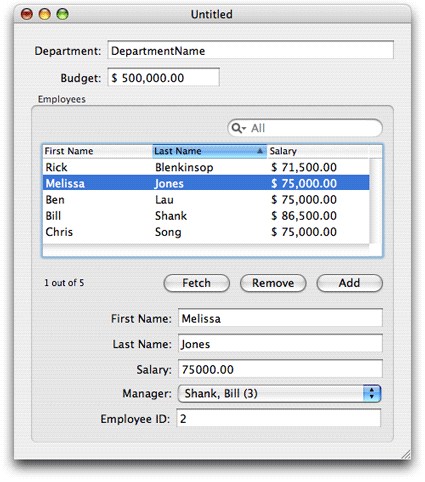 Untitled
Department: DepartmentName
Budget: $ 500,000.00
Employees
All
First Name Last Name Salary
Rick Blenkinsop $ 71,500.00
Melissa Jones $ 75,000.00
Ben Lau $ 75,000.00
Bill Shank $ 86,500.00
Chris Song $ 75,000.00
1 out of 5 Fetch Remove Add
First Name: Melissa
Last Name: Jones
Salary: 75000.00
Manager: Shank, Bill (3)
Employee ID: 2